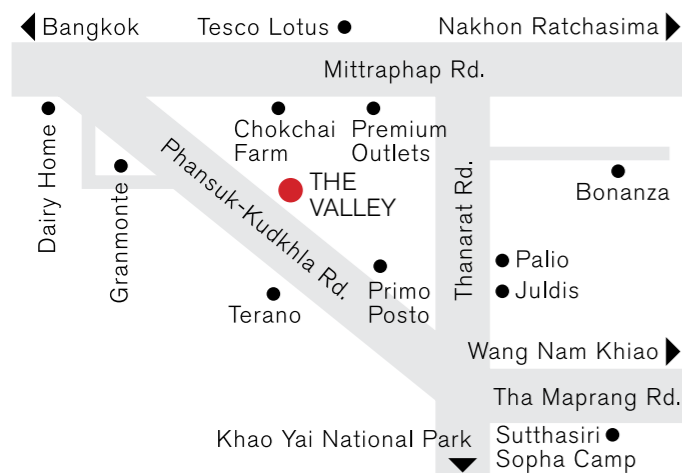 Bangkok
Tesco Lotus
Nakhon Ratchasima
Mittraphap Rd.
Dairy Home
Granmonte
Chokchai
Farm
Premium
Outlets
Phansuk-Kudkhla Rd.
THE
VALLEY
Thanarat Rd.
Bonanza
Terano
Primo
Posto
Palio
Juldis
Wang Nam Khiao
Tha Maprang Rd.
Khao Yai National Park
Sutthasiri
Sopha Camp